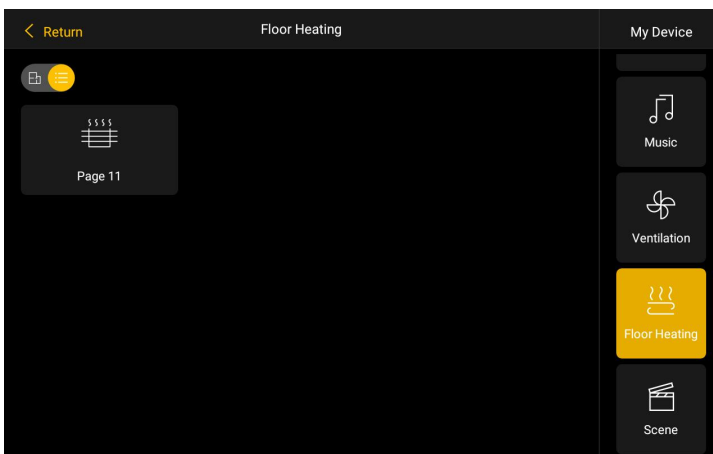 Return
Floor Heating
My Device
Page 11
Music
Ventilation
Floor Heating
Scene